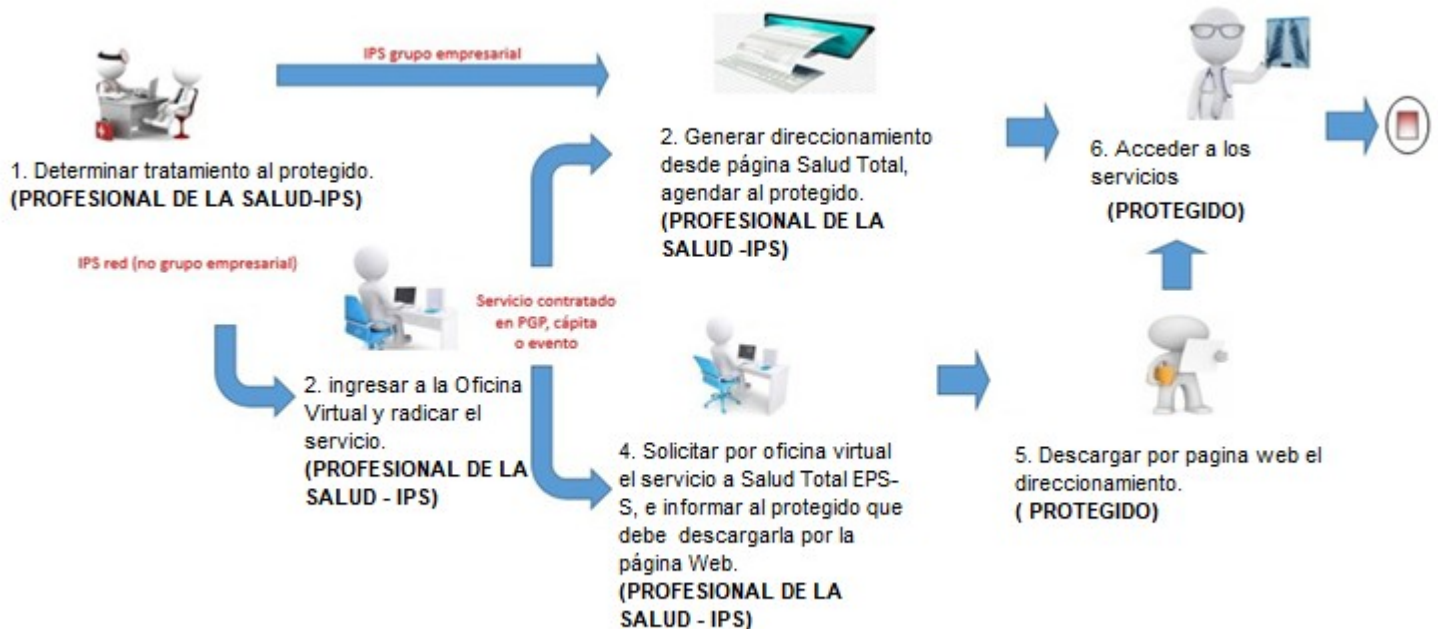 IPS grupo empresarial
1. Determinar tratamiento al protegido.
(PROFESIONAL DE LA SALUD-IPS)
2. Generar direccionamiento
desde página Salud Total,
agendar al protegido.
(PROFESIONAL DE LA
SALUD -IPS)
6. Acceder a los
servicios
(PROTEGIDO)
IPS red (no grupo empresarial)
Servicio contratado
en PGP, cápita
o evento
2. ingresar a la Oficina
Virtual y radicar el
servicio.
(PROFESIONAL DE LA
SALUD - IPS)
4. Solicitar por oficina virtual
el servicio a Salud Total EPS-
S, e informar al protegido que
debe descargarla por la
página Web.
(PROFESIONAL DE LA
SALUD - IPS)
5. Descargar por pagina web el
direccionamiento.
( PROTEGIDO)